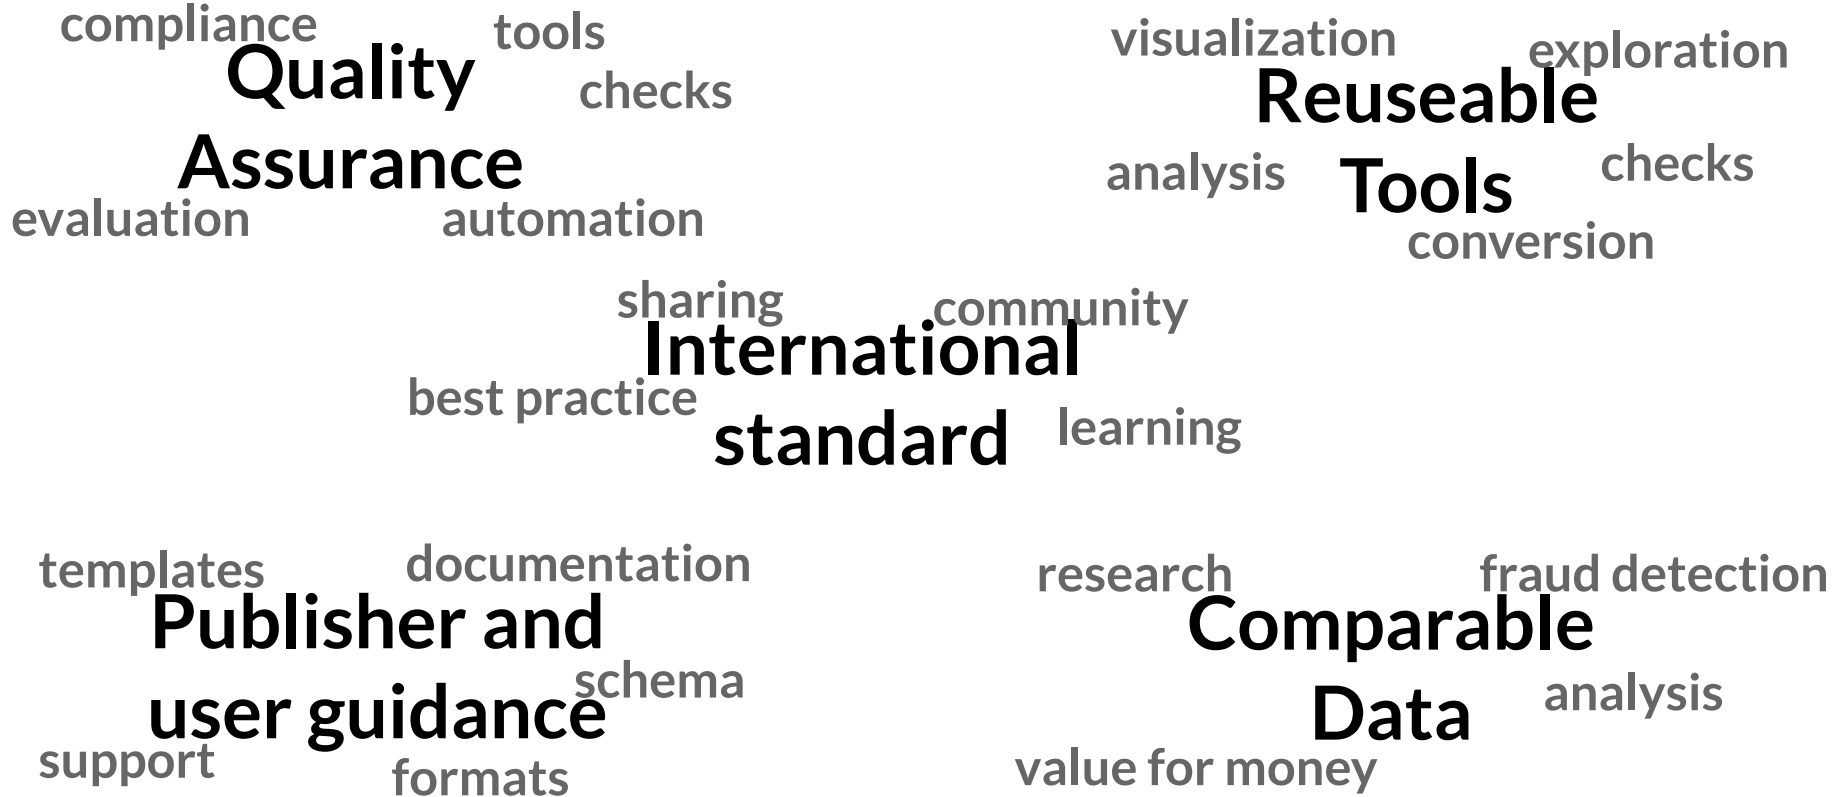 compliance
tools
Quality
checks
Assurance
evaluation
automation
visualization
exploration
Reuseable
analysis
Tools
checks
conversion
sharing
community
International
best practice
standard
learning
templates
documentation
Publisher and
schema
user guidance
support
formats
research
fraud detection
Comparable
analysis
Data
value for money